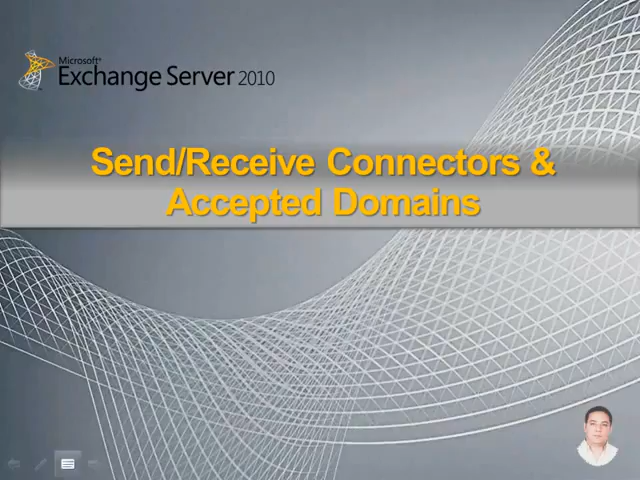 Microsoft®
Exchange Server 2010
Send/Receive Connectors &
Accepted Domains